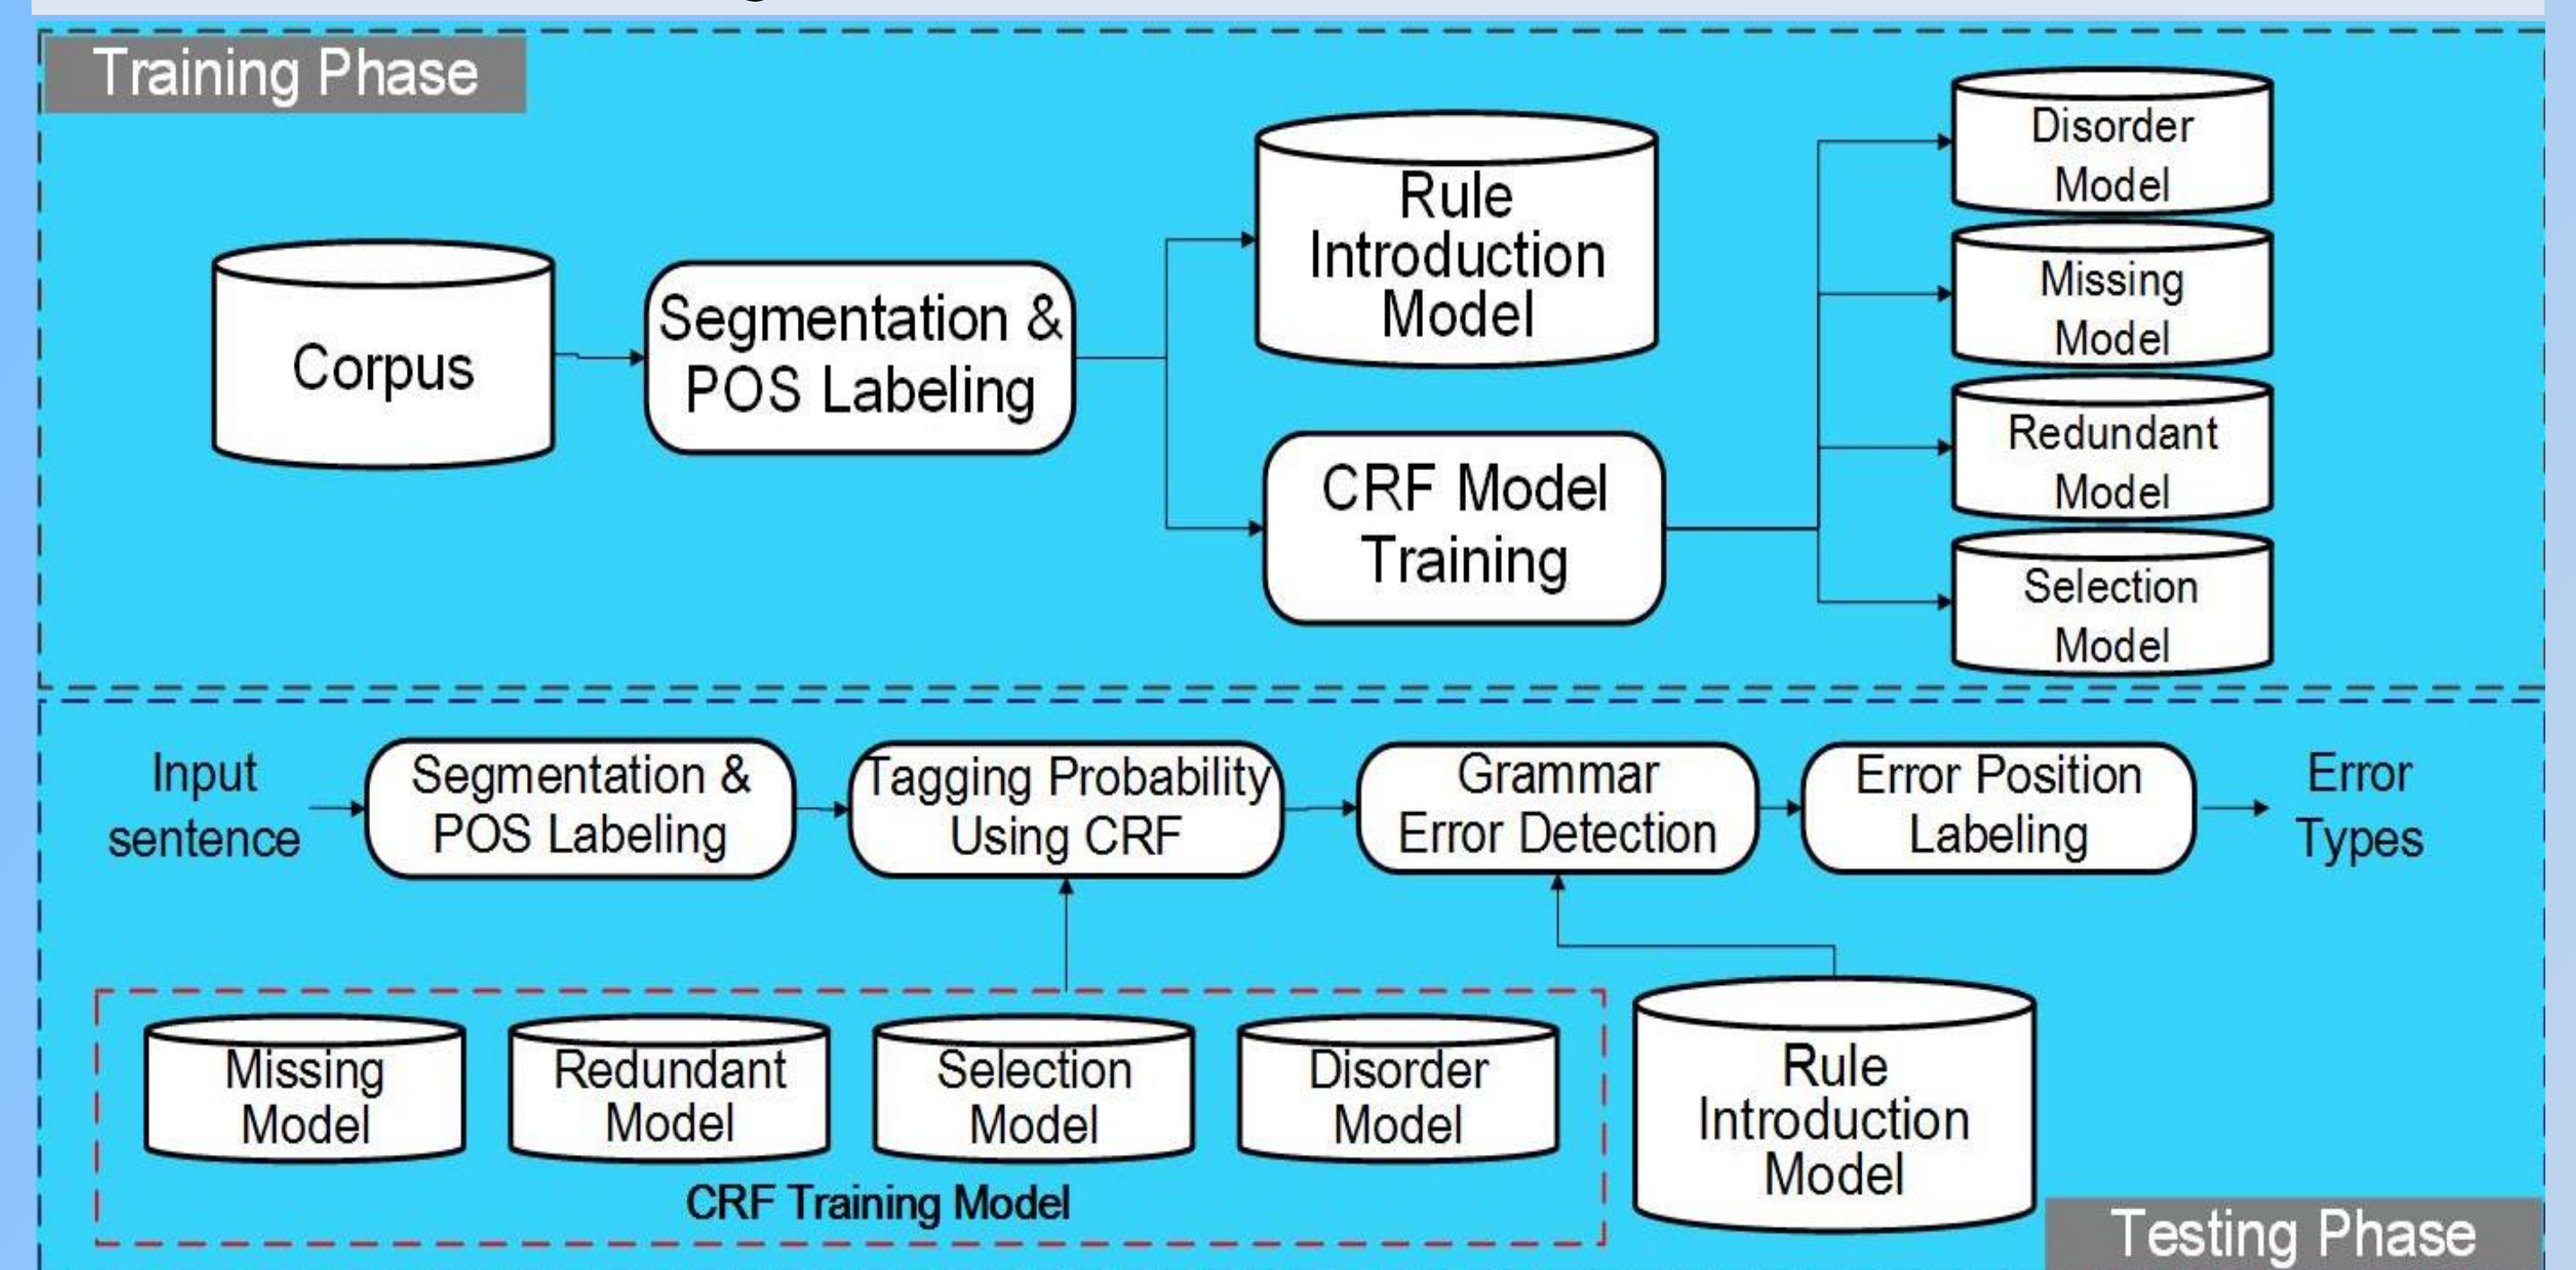 Training Phase
Corpus
Segmentation &
POS Labeling
Rule
Introduction
Model
CRF Model
Training
Disorder
Model
Missing
Model
Redundant
Model
Selection
Model
Input
sentence
Segmentation &
POS Labeling
Tagging Probability
Using CRF
Grammar
Error Detection
Error Position
Labeling
Error
Types
Missing
Model
Redundant
Model
Selection
Model
Disorder
Model
CRF Training Model
Rule
Introduction
Model
Testing Phase